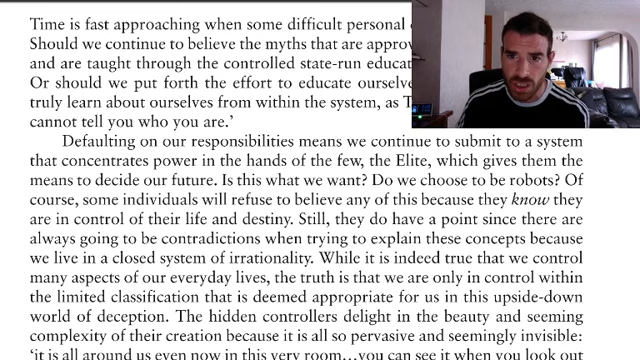 Time is fast approaching when some difficult personal
Should we continue to believe the myths that are approv
and are taught through the controlled state-run educat
Or should we put forth the effort to educate ourselve
truly learn about ourselves from within the system, as T
cannot tell you who you are.’
Defaulting on our responsibilities means we continue to submit to a system
that concentrates power in the hands of the few, the Elite, which gives them the
means to decide our future. Is this what we want? Do we choose to be robots? Of
course, some individuals will refuse to believe any of this because they know they
are in control of their life and destiny. Still, they do have a point since there are
always going to be contradictions when trying to explain these concepts because
we live in a closed system of irrationality. While it is indeed true that we control
many aspects of our everyday lives, the truth is that we are only in control within
the limited classification that is deemed appropriate for us in this upside-down
world of deception. The hidden controllers delight in the beauty and seeming
complexity of their creation because it is all so pervasive and seemingly invisible:
‘it is all around us even now in this very room…you can see it when you look out